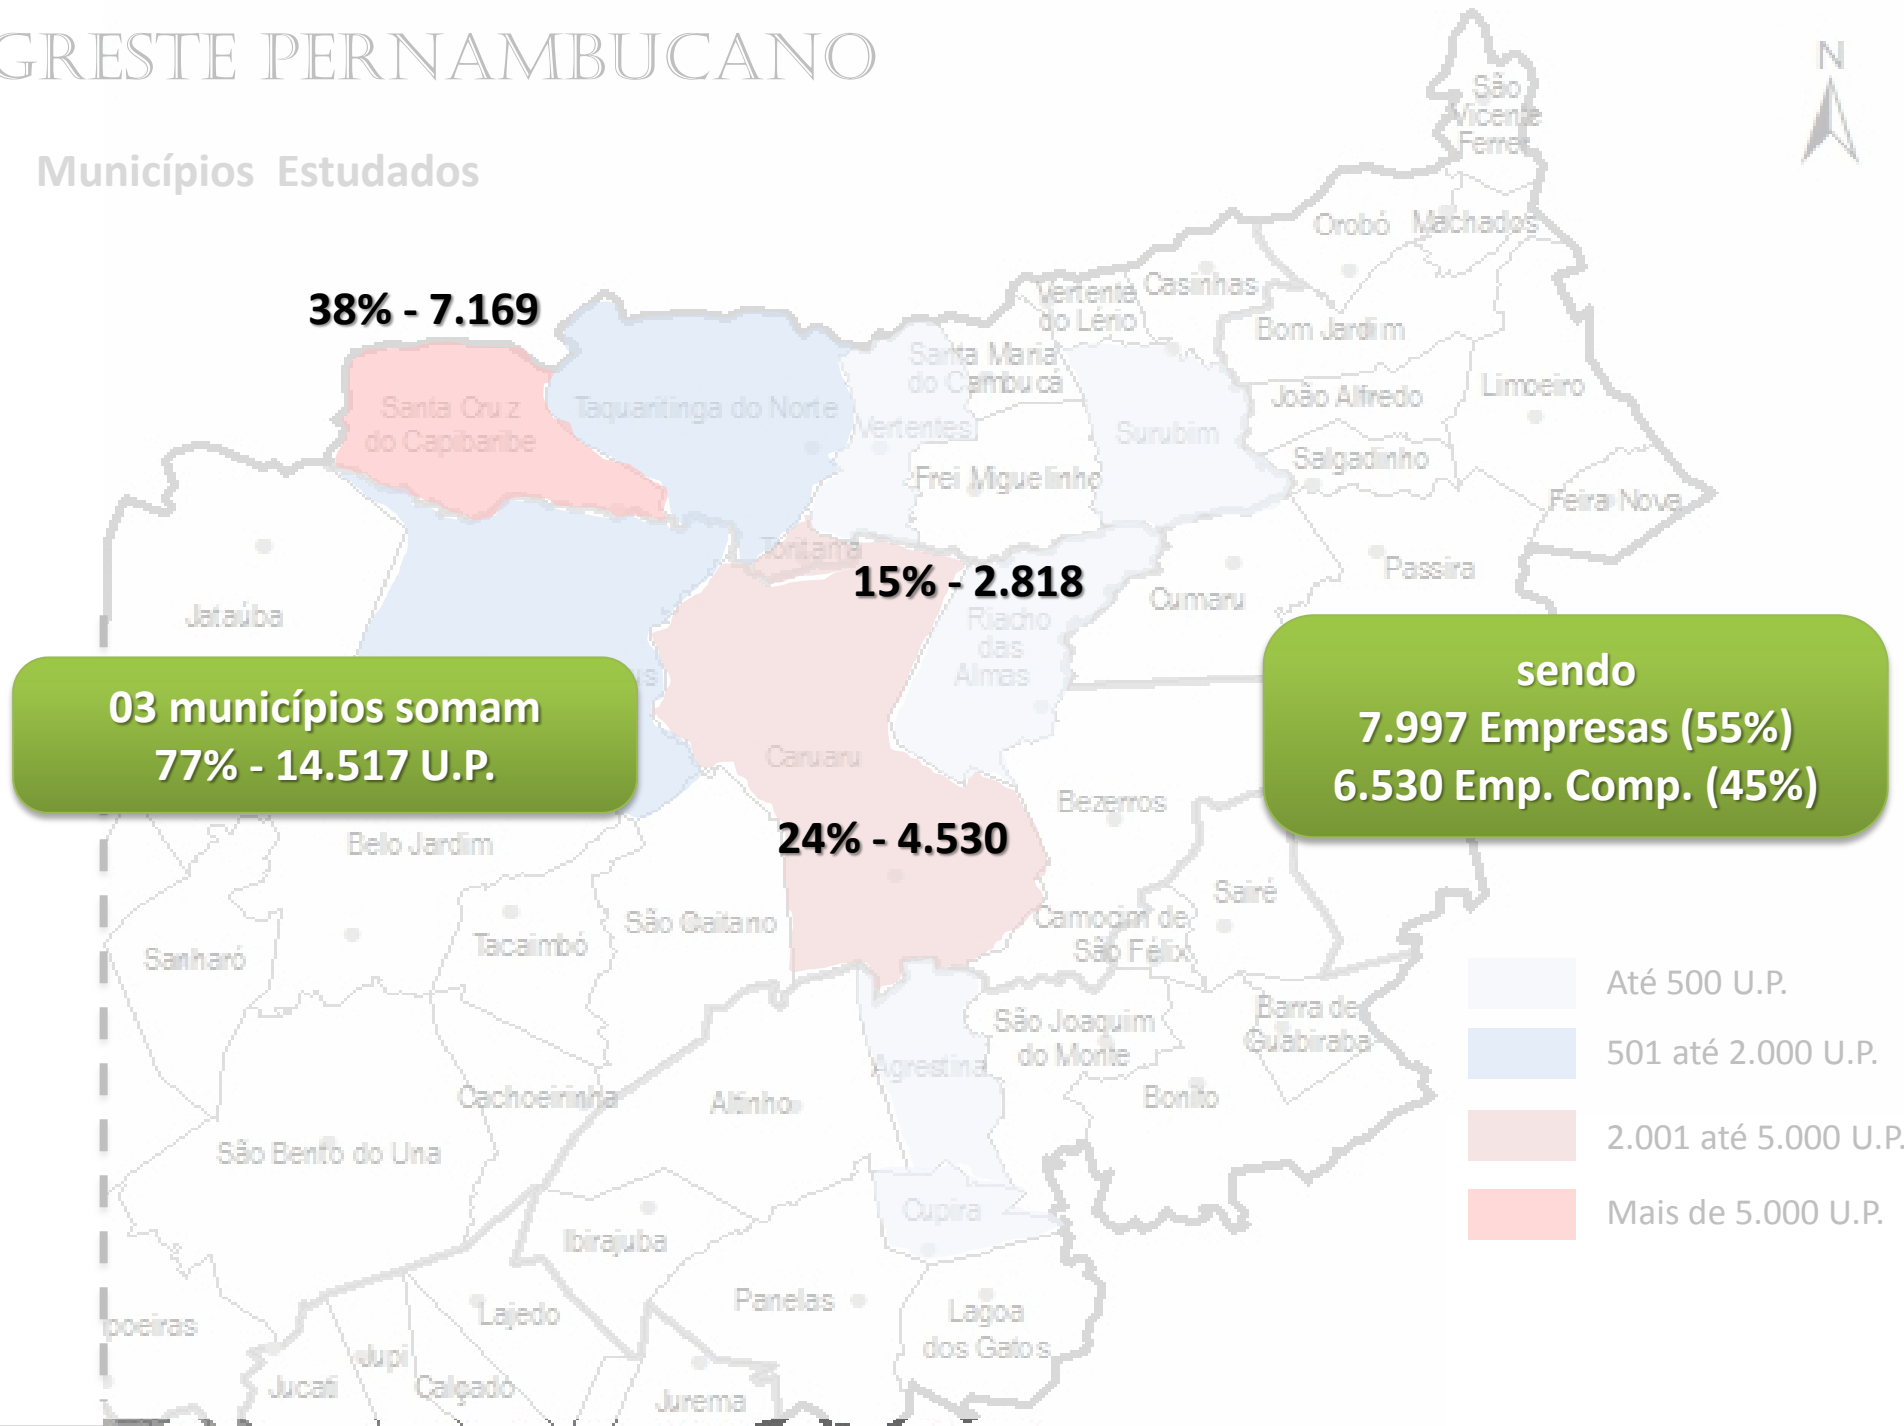 GRESTE PERNAMBUCANO
N
Municípios Estudados
São
Vicente
Ferrer
Orobó
Machados
38% - 7.169
Vertente
do Lério
Casinhas
Bom Jardim
Santa Maria
do Cambucá
João Alfredo
Limoeiro
Santa Cruz
do Capibaribe
Taquaritinga do Norte
Vertentes
Surubim
Salgadinho
Frei Miguelinho
Feira Nova
Toritama
15% - 2.818
Passira
Cumaru
Jataúba
Riacho
das
Almas
03 municípios somam
77% - 14.517 U.P.
sendo
7.997 Empresas (55%)
6.530 Emp. Comp. (45%)
Caruaru
Bezerros
24% - 4.530
Belo Jardim
Sairé
São Caitano
Camocim de
São Félix
Tacaimbó
Sanharó
Até 500 U.P.
São Joaquim
do Monte
Barra de
Guabiraba
501 até 2.000 U.P.
Agrestina
Cachoeirinha
Altinho
Bonito
2.001 até 5.000 U.P.
São Bento do Una
Cupira
Mais de 5.000 U.P.
Ibirajuba
Panelas
Lagoa
dos Gatos
Lajedo
poeiras
Jupi
Jucati
Calçado
Jurema